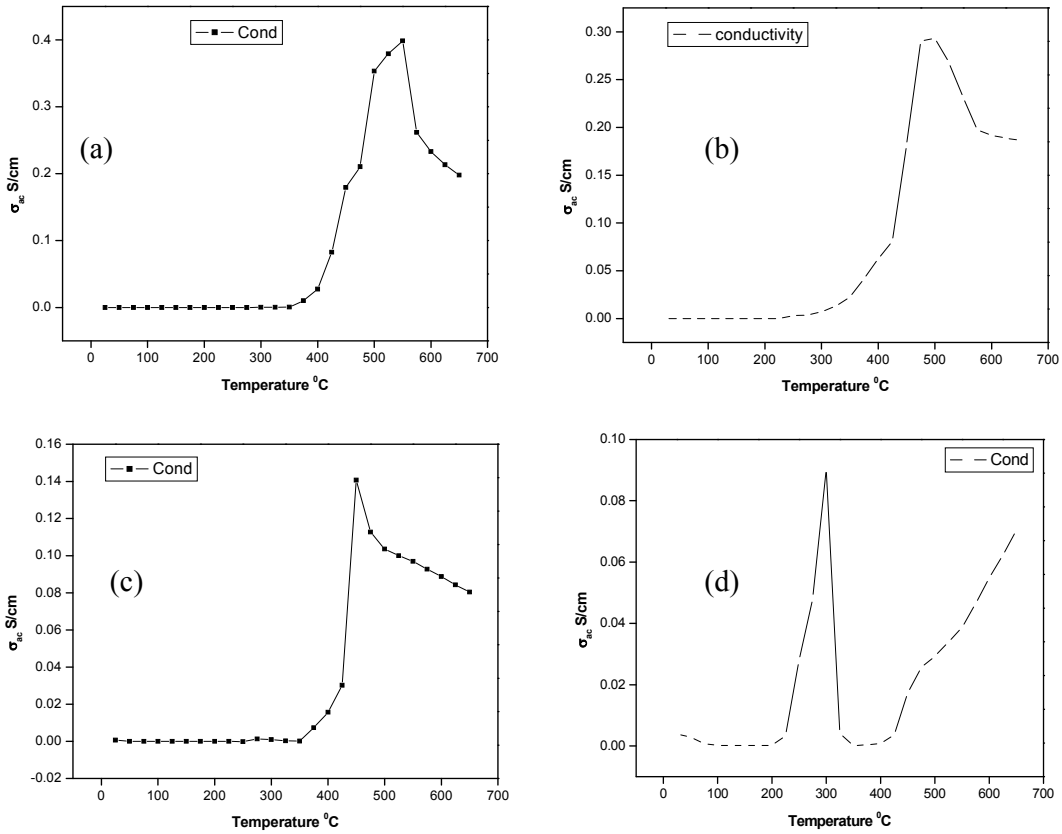 Cond
0.4
0.3
(a)
0.2
0.1
0.0
σac S/cm
0 100 200 300 400 500 600 700
Temperature ⁰C
conductivity
0.30
0.25
0.20
(b)
0.15
0.10
0.05
0.00
σac S/cm
0 100 200 300 400 500 600 700
Temperature ⁰C
0.16
Cond
0.14
0.12
0.10
(c)
0.08
0.06
0.04
0.02
0.00
-0.02
σac S/cm
0 100 200 300 400 500 600 700
Temperature ⁰C
0.10
Cond
0.08
0.06
(d)
0.04
0.02
0.00
σac S/cm
0 100 200 300 400 500 600 700
Temperature ⁰C